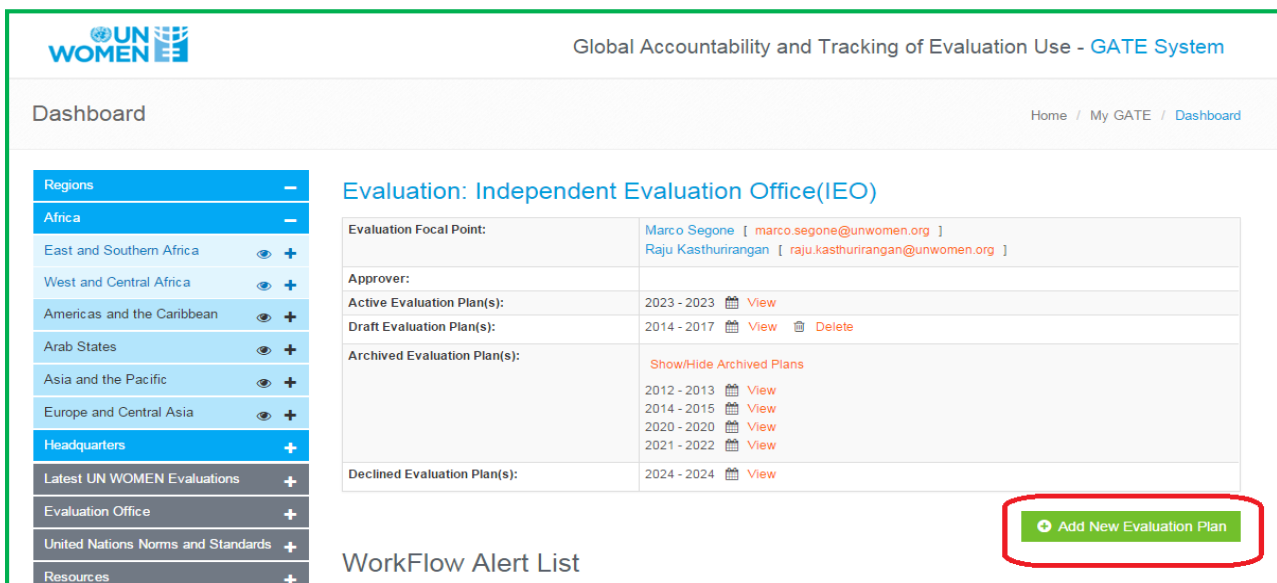 UN
WOMEN
Global Accountability and Tracking of Evaluation Use - GATE System
Dashboard
Home / My GATE / Dashboard
Regions
Africa
East and Southern Africa
West and Central Africa
Americas and the Caribbean
Arab States
Asia and the Pacific
Europe and Central Asia
Headquarters
Latest UN WOMEN Evaluations
Evaluation Office
United Nations Norms and Standards
Resources
Evaluation: Independent Evaluation Office(IEO)
Evaluation Focal Point: Marco Segone [ marco.segone@unwomen.org ]
Raju Kasthurirangan [ raju.kasthurirangan@unwomen.org ]
Approver:
Active Evaluation Plan(s): 2023 - 2023 View
Draft Evaluation Plan(s): 2014 - 2017 View Delete
Archived Evaluation Plan(s):
Show/Hide Archived Plans
2012 - 2013 View
2014 - 2015 View
2020 - 2020 View
2021 - 2022 View
Declined Evaluation Plan(s): 2024 - 2024 View
Add New Evaluation Plan
WorkFlow Alert List